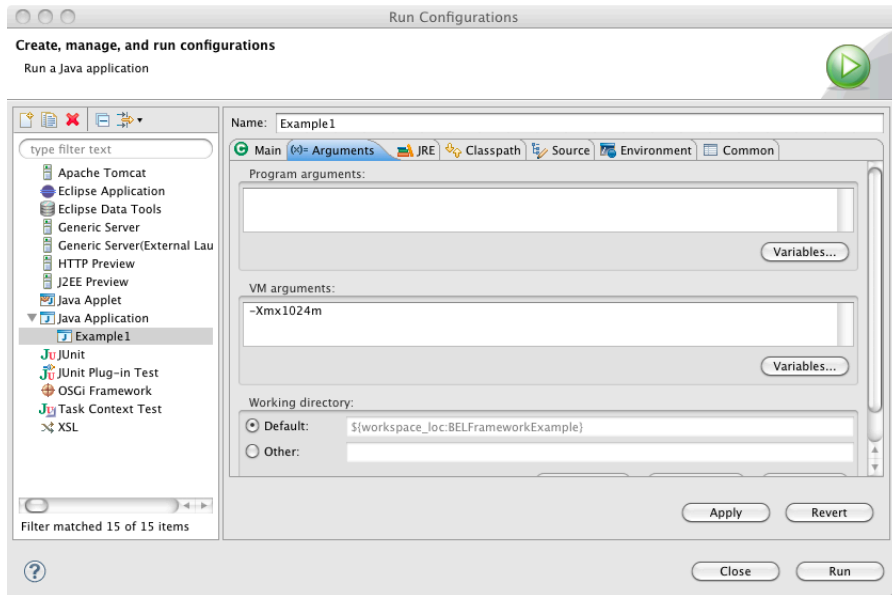 Run Configurations
Create, manage, and run configurations
Run a Java application
Name: Example1
type filter text
Main (x)= Arguments JRE Classpath Source Environment Common
Apache Tomcat
Eclipse Application
Eclipse Data Tools
Generic Server
Generic Server(External Lau
HTTP Preview
J2EE Preview
Java Applet
Java Application
Example1
JUnit
JUnit Plug-in Test
OSGi Framework
Task Context Test
XSL
Filter matched 15 of 15 items
Program arguments:
Variables...
VM arguments:
-Xmx1024m
Variables...
Working directory:
Default: ${workspace_loc:BELFrameworkExample}
Other:
Apply Revert
? Close Run